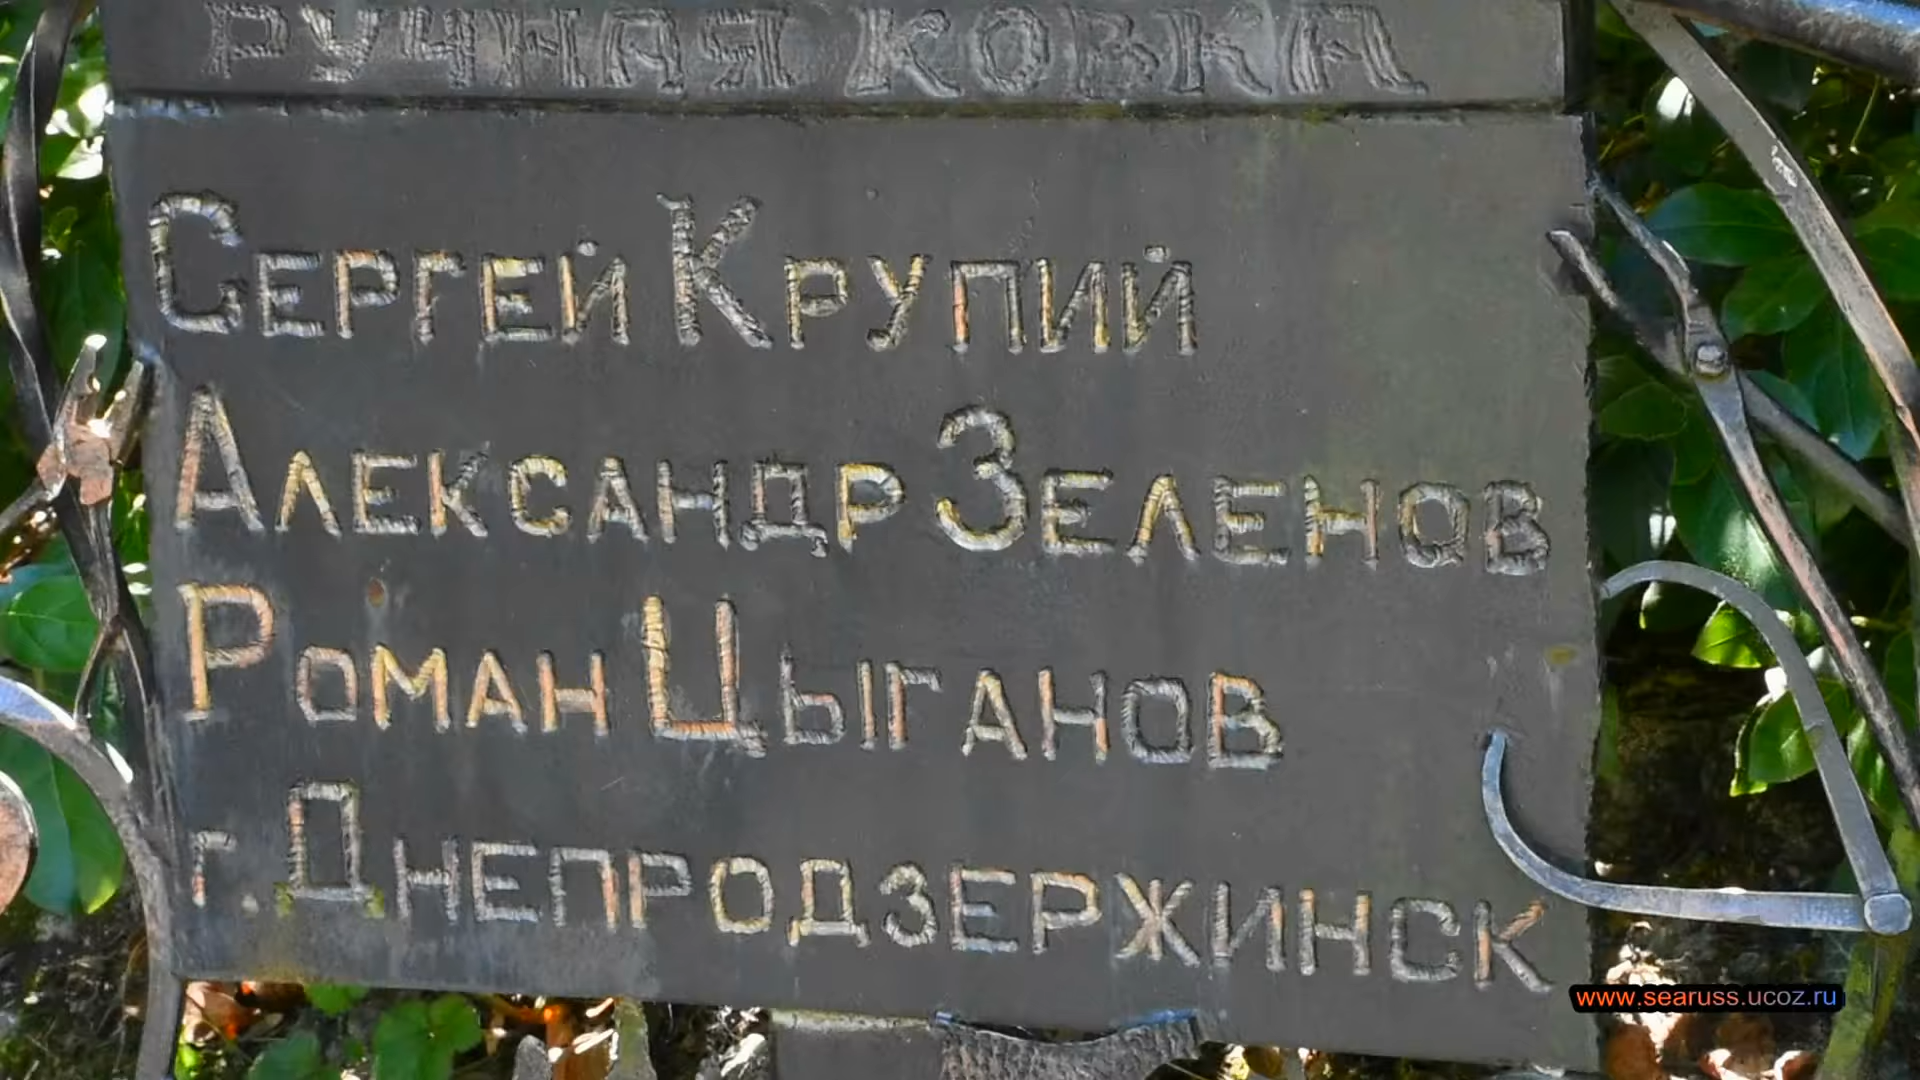 РУЧНАЯ КОВКА
СЕРГЕЙ КРУПИЙ
АЛЕКСАНДР ЗЕЛЕНОВ
РОМАН ЦЫГАНОВ
г. ДНЕПРОДЗЕРЖИНСК
www.searuss.ucoz.ru